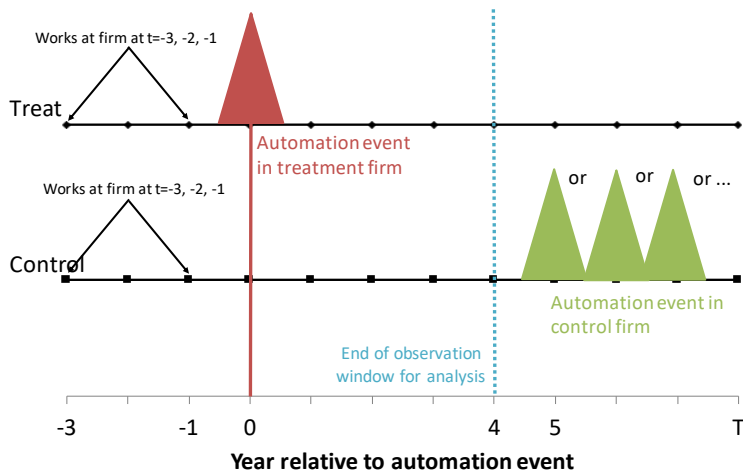 Works at firm at t=-3, -2, -1
Treat
Automation event
in treatment firm
or
or
or ...
Works at firm at t=-3, -2, -1
Control
Automation event in
control firm
End of observation
window for analysis
-3
-1
0
4
5
T
Year relative to automation event